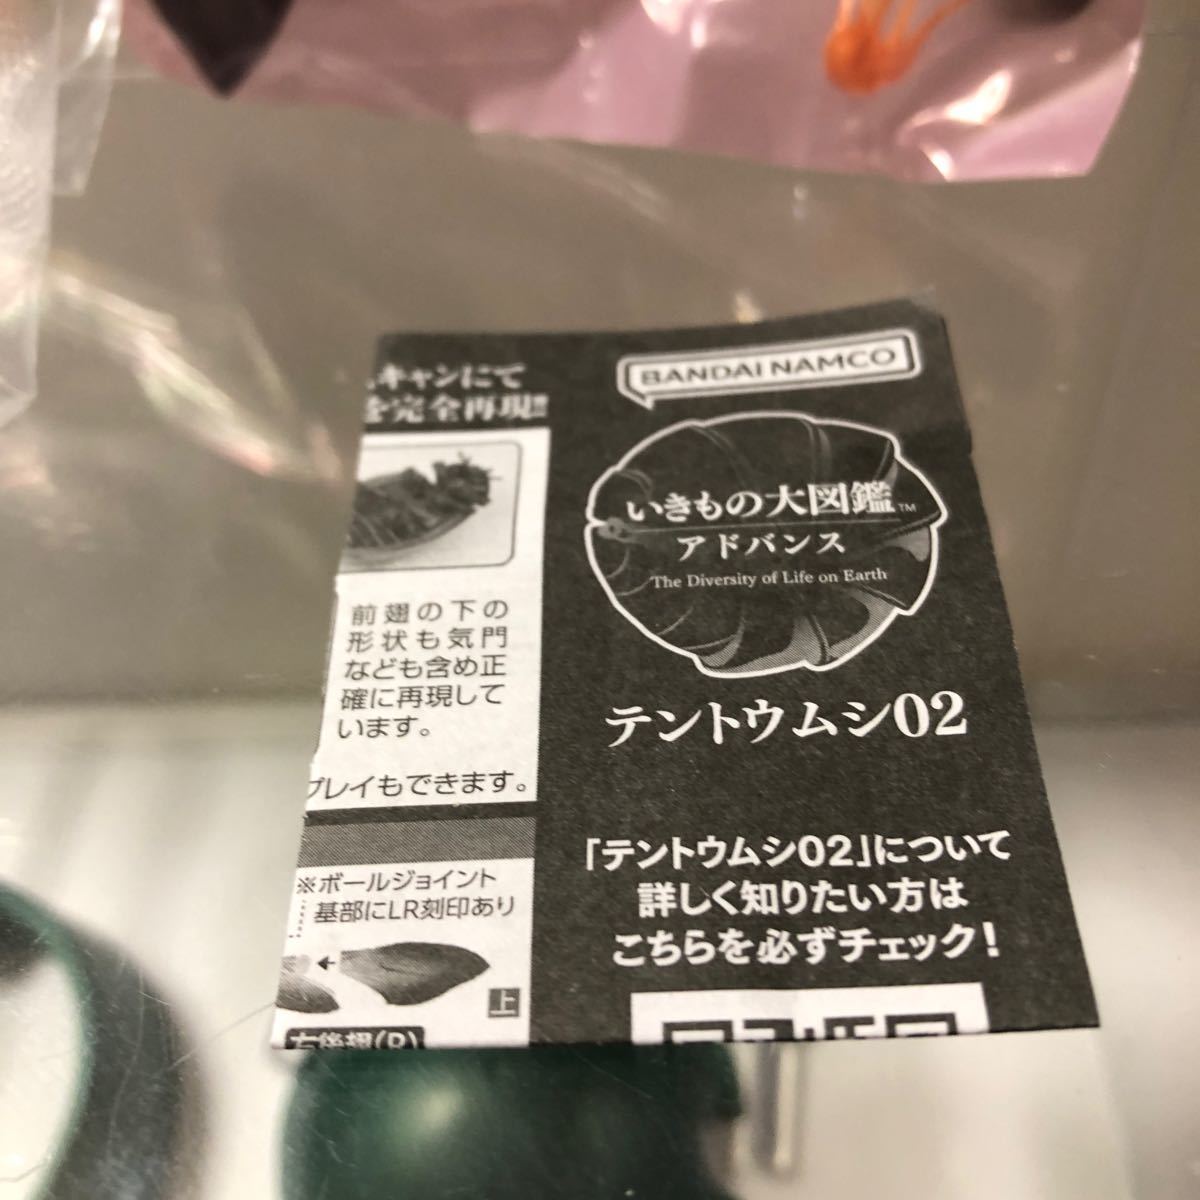 キャンにて
を完全再現!!
前翅の下の
形状も気門
なども含め正
確に再現して
います。
プレイもできます。
※ボールジョイント
基部にLR刻印あり
上
右後翅(R)
BANDAI NAMCO
いきもの大図鑑™
アドバンス
The Diversity of Life on Earth
テントウムシ02
「テントウムシ02」について
詳しく知りたい方は
こちらを必ずチェック!